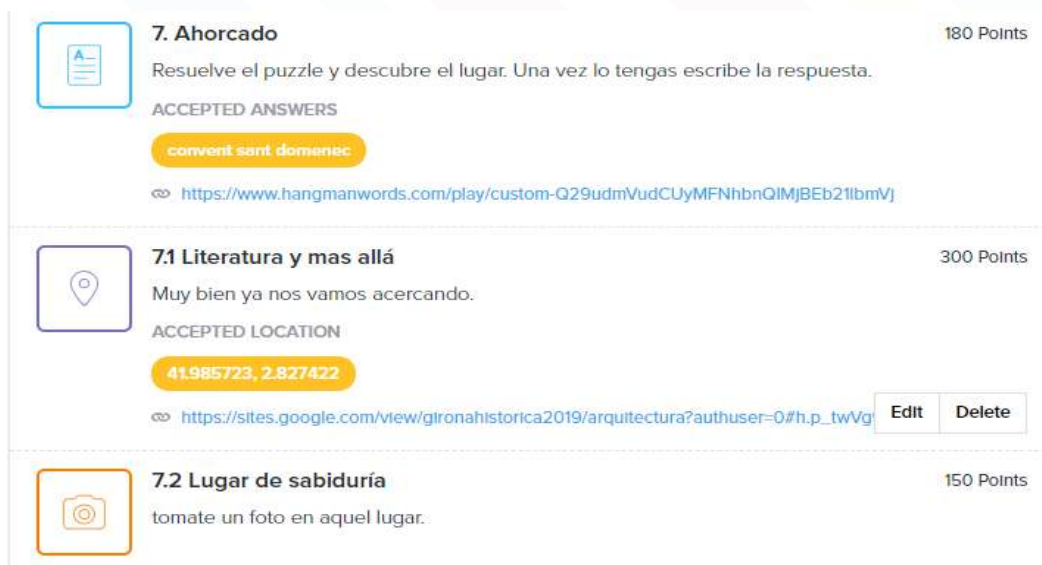 7. Ahorcado
180 Points
A
Resuelve el puzzle y descubre el lugar. Una vez lo tengas escribe la respuesta.
ACCEPTED ANSWERS
convent sant domenec
https://www.hangmanwords.com/play/custom-Q29udmVudCUyMFNhbnQlMjBEb21lbmVj
7.1 Literatura y mas allá
300 Points
Muy bien ya nos vamos acercando.
ACCEPTED LOCATION
41.985723, 2.827422
https://sites.google.com/view/gironahistorica2019/arquitectura?authuser=0#h.p_twVg
Edit Delete
7.2 Lugar de sabiduría
150 Points
tomate un foto en aquel lugar.